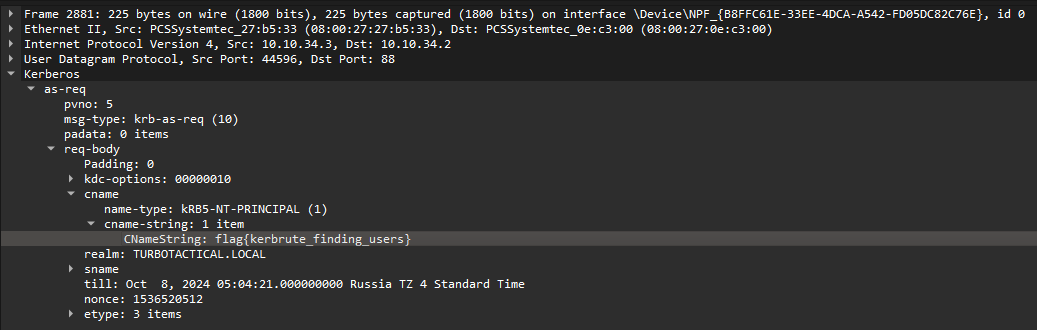 Frame 2881: 225 bytes on wire (1800 bits), 225 bytes captured (1800 bits) on interface \Device\NPF_{B8FFC61E-33EE-4DCA-A542-FD05DC82C76E}, id 0
Ethernet II, Src: PCSSystemtec_27:b5:33 (08:00:27:27:b5:33), Dst: PCSSystemtec_0e:c3:00 (08:00:27:0e:c3:00)
Internet Protocol Version 4, Src: 10.10.34.3, Dst: 10.10.34.2
User Datagram Protocol, Src Port: 44596, Dst Port: 88
Kerberos
as-req
pvno: 5
msg-type: krb-as-req (10)
padata: 0 items
req-body
Padding: 0
kdc-options: 00000010
cname
name-type: kRB5-NT-PRINCIPAL (1)
cname-string: 1 item
CNameString: flag{kerbrute_finding_users}
realm: TURBOTACTICAL.LOCAL
sname
till: Oct  8, 2024 05:04:21.000000000 Russia TZ 4 Standard Time
nonce: 1536520512
etype: 3 items